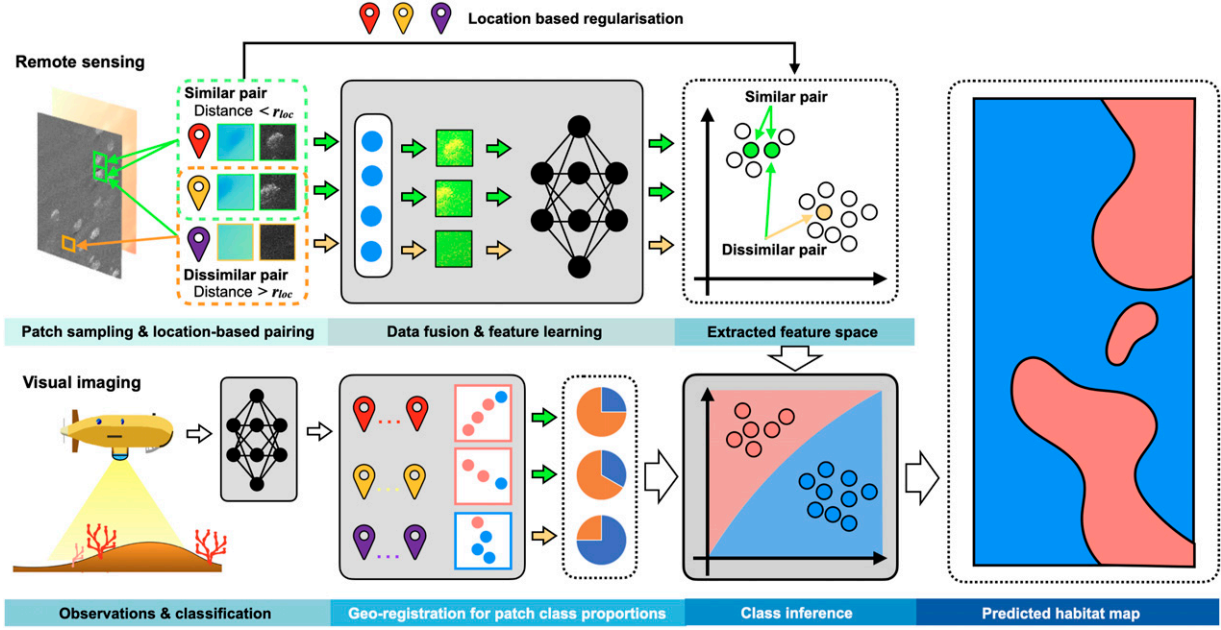 Location based regularisation
Remote sensing
Similar pair
Distance < r_loc
Dissimilar pair
Distance > r_loc
Similar pair
Dissimilar pair
Patch sampling & location-based pairing
Data fusion & feature learning
Extracted feature space
Visual imaging
Observations & classification
Geo-registration for patch class proportions
Class inference
Predicted habitat map